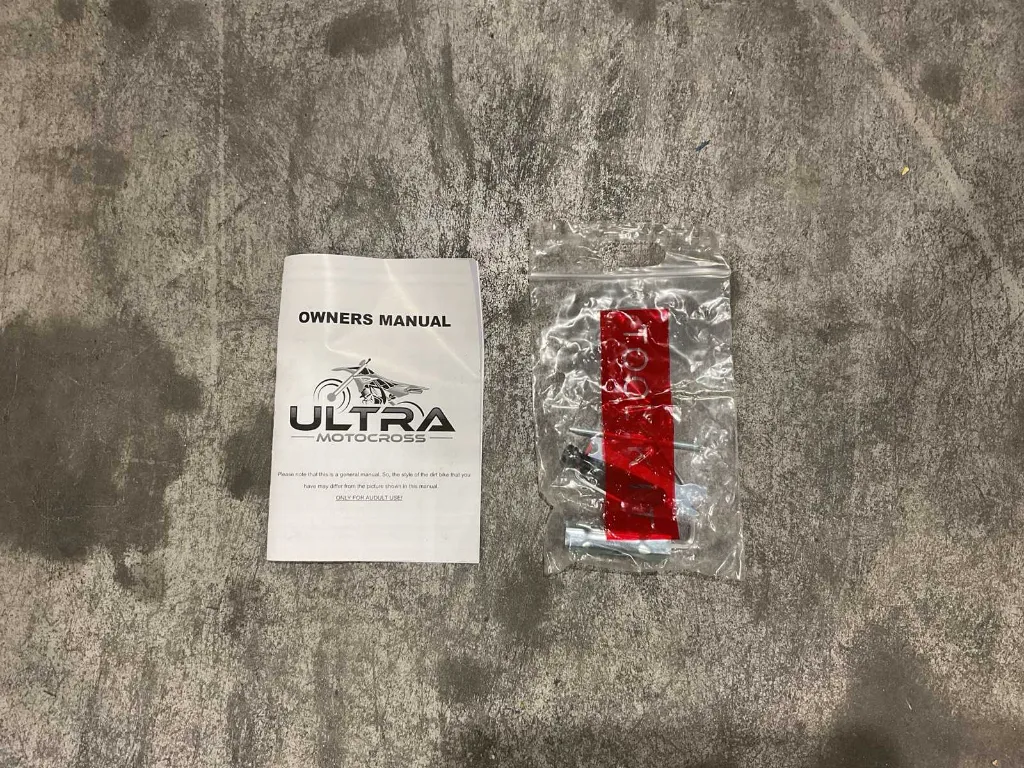 OWNERS MANUAL
ULTRA
MOTOCROSS
Please note that this is a general manual. So, the style of the dirt bike that you
have may differ from the picture shown in this manual.
ONLY FOR AUDULT USE!